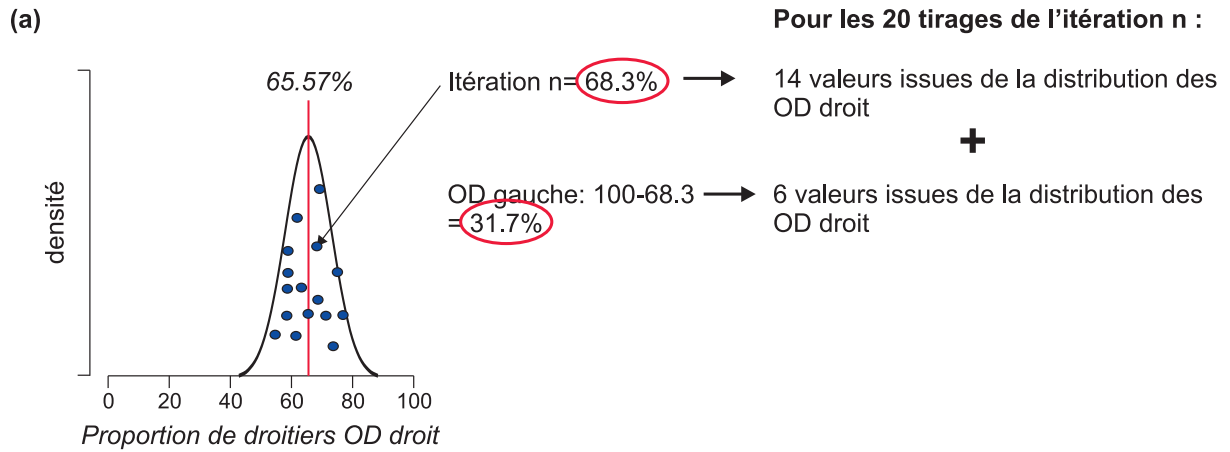 (a)
Pour les 20 tirages de l'itération n :
65.57%
Itération n= 68.3%
14 valeurs issues de la distribution des
OD droit
+
OD gauche: 100-68.3
= 31.7%
6 valeurs issues de la distribution des
OD droit
densité
0 20 40 60 80 100
Proportion de droitiers OD droit